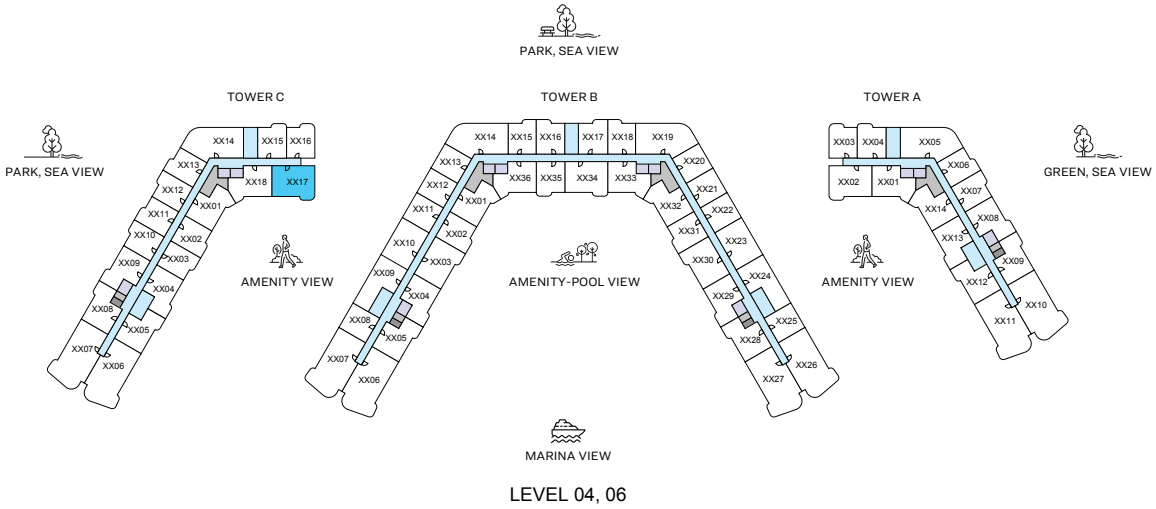 PARK, SEA VIEW
TOWER C
TOWER B
TOWER A
PARK, SEA VIEW
GREEN, SEA VIEW
XX14
XX15
XX16
XX13
XX12
XX11
XX10
XX09
XX08
XX07
XX06
XX05
XX04
XX03
XX02
XX01
XX18
XX17
AMENITY VIEW
XX14
XX15
XX16
XX17
XX18
XX19
XX13
XX12
XX11
XX10
XX09
XX08
XX07
XX06
XX05
XX04
XX03
XX02
XX01
XX36
XX35
XX34
XX33
XX32
XX31
XX30
XX29
XX28
XX27
XX26
XX25
XX24
XX23
XX22
XX21
XX20
AMENITY-POOL VIEW
XX03
XX04
XX05
XX06
XX07
XX08
XX09
XX10
XX11
XX12
XX13
XX14
XX01
XX02
AMENITY VIEW
MARINA VIEW
LEVEL 04, 06